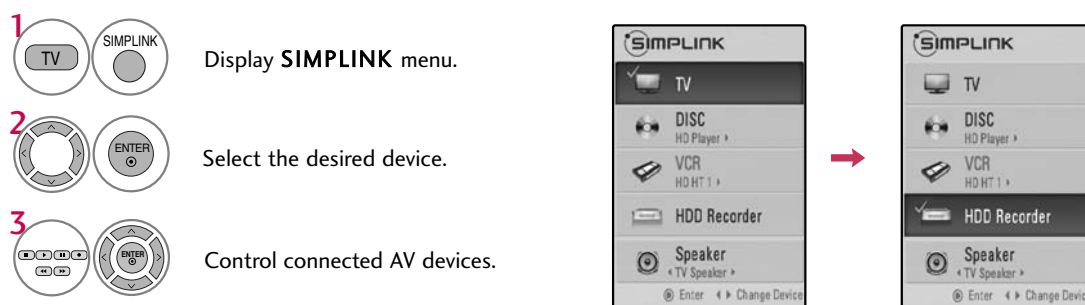 1
TV
SIMPLINK
Display SIMPLINK menu.
2
ENTER
Select the desired device.
3
ENTER
Control connected AV devices.
SIMPLINK
TV
DISC
HD Player
VCR
HD HT 1
HDD Recorder
Speaker
TV Speaker
Enter Change Device
SIMPLINK
TV
DISC
HD Player
VCR
HD HT 1
HDD Recorder
Speaker
TV Speaker
Enter Change Devic